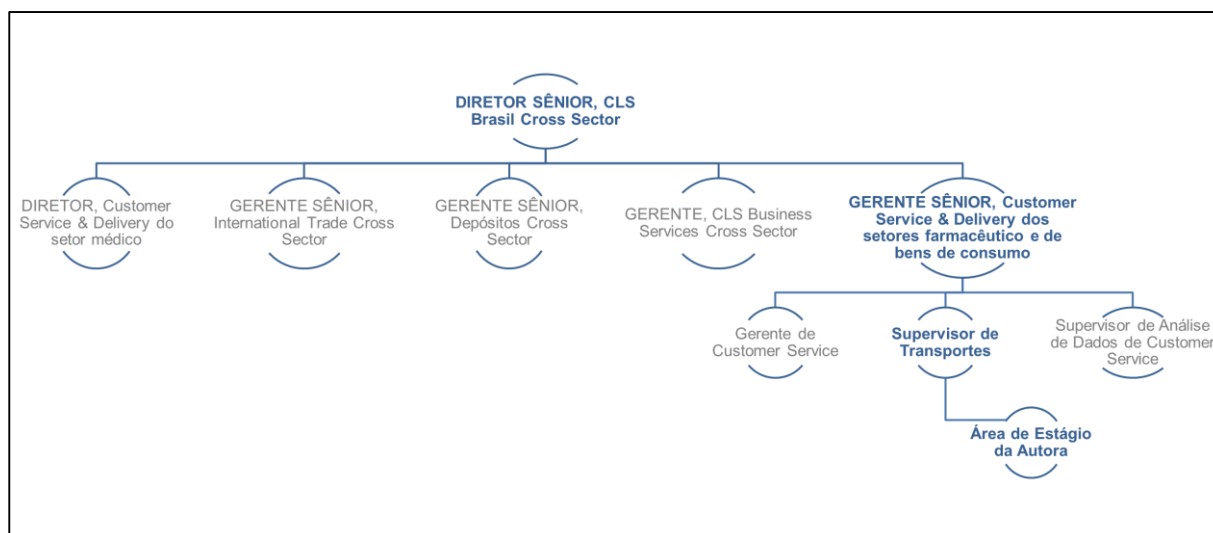 DIRETOR SÊNIOR, CLS
Brasil Cross Sector
DIRETOR, Customer
Service & Delivery do
setor médico
GERENTE SÊNIOR,
International Trade Cross
Sector
GERENTE SÊNIOR,
Depósitos Cross
Sector
GERENTE, CLS Business
Services Cross Sector
GERENTE SÊNIOR, Customer
Service & Delivery dos
setores farmacêutico e de
bens de consumo
Gerente de
Customer Service
Supervisor de
Transportes
Supervisor de Análise
de Dados de Customer
Service
Área de Estágio
da Autora